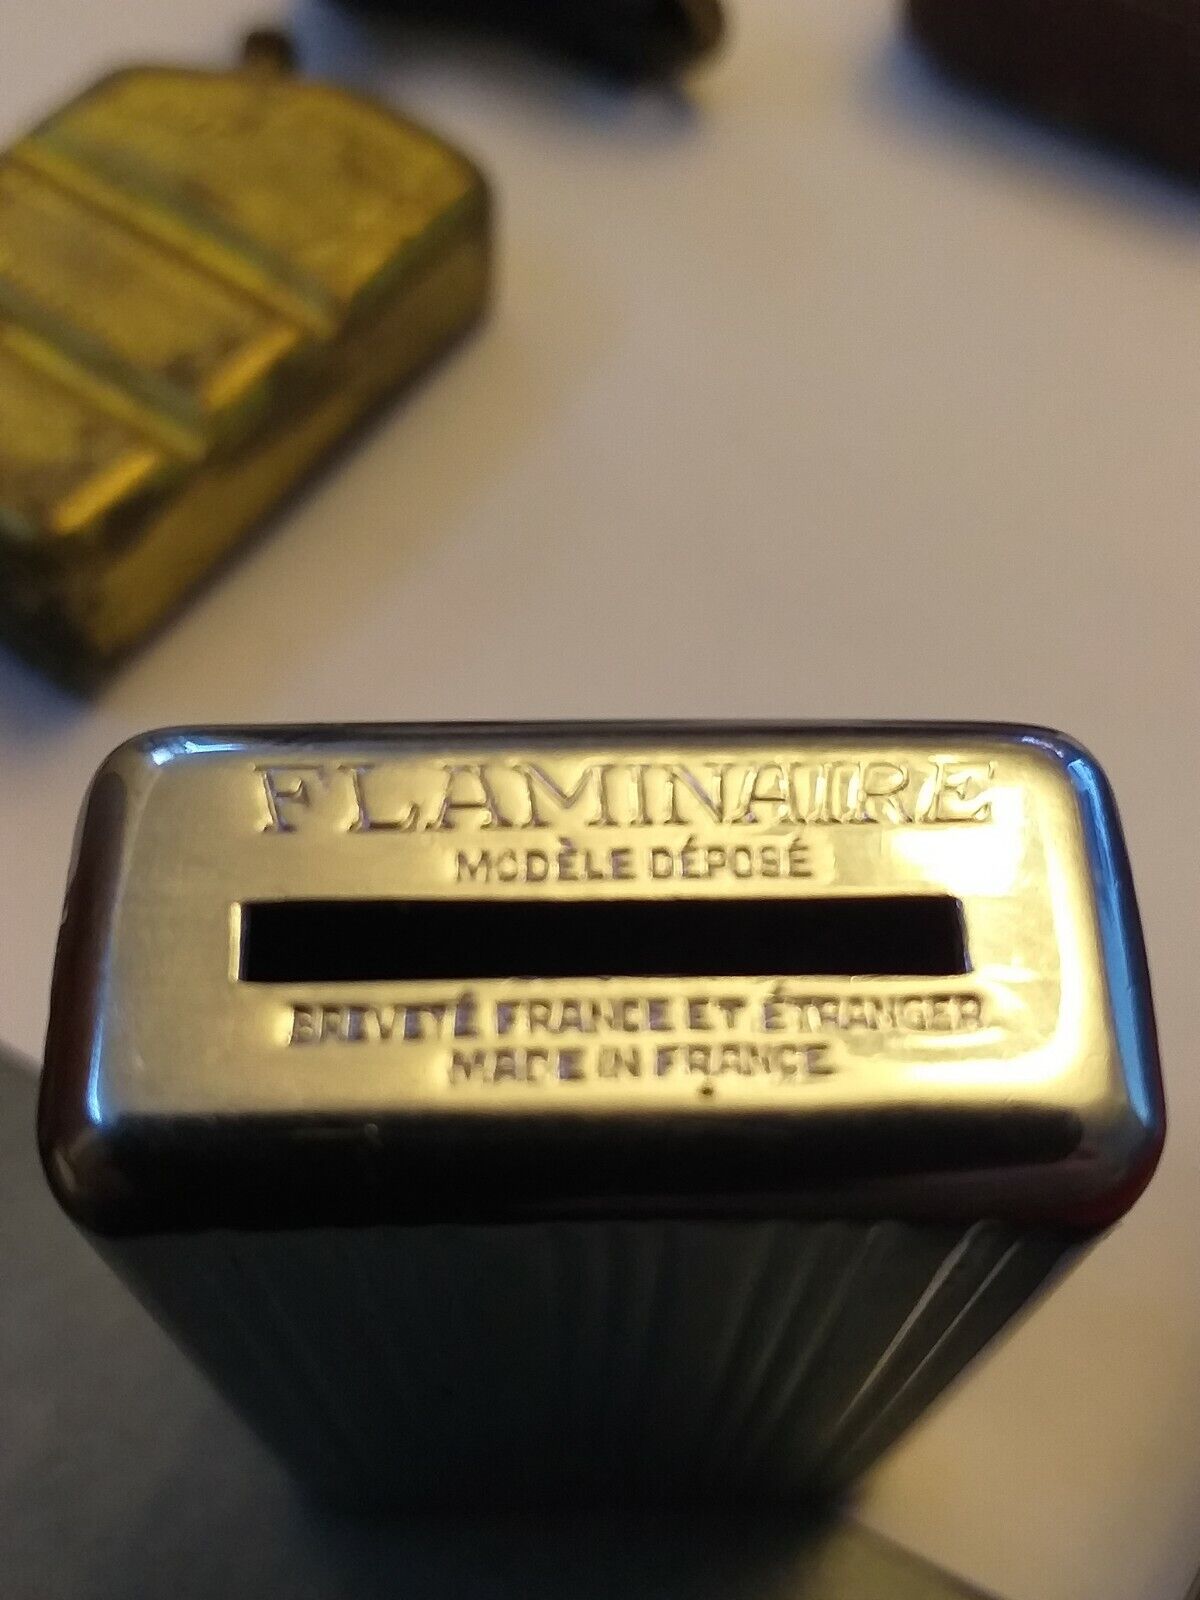 FLAMINAIRE
MODÈLE DÉPOSÉ
BREVETÉ FRANCE ET ÉTRANGER
MADE IN FRANCE